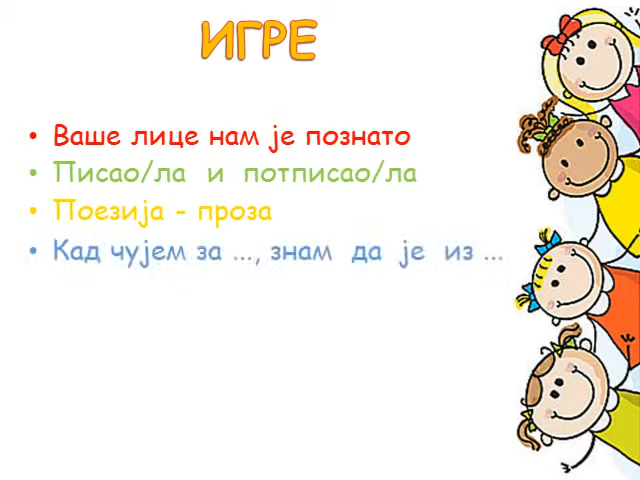 ИГРЕ
• Ваше лице нам је познато
• Писао/ла и потписао/ла
• Поезија - проза
• Кад чујем за ..., знам да је из ...